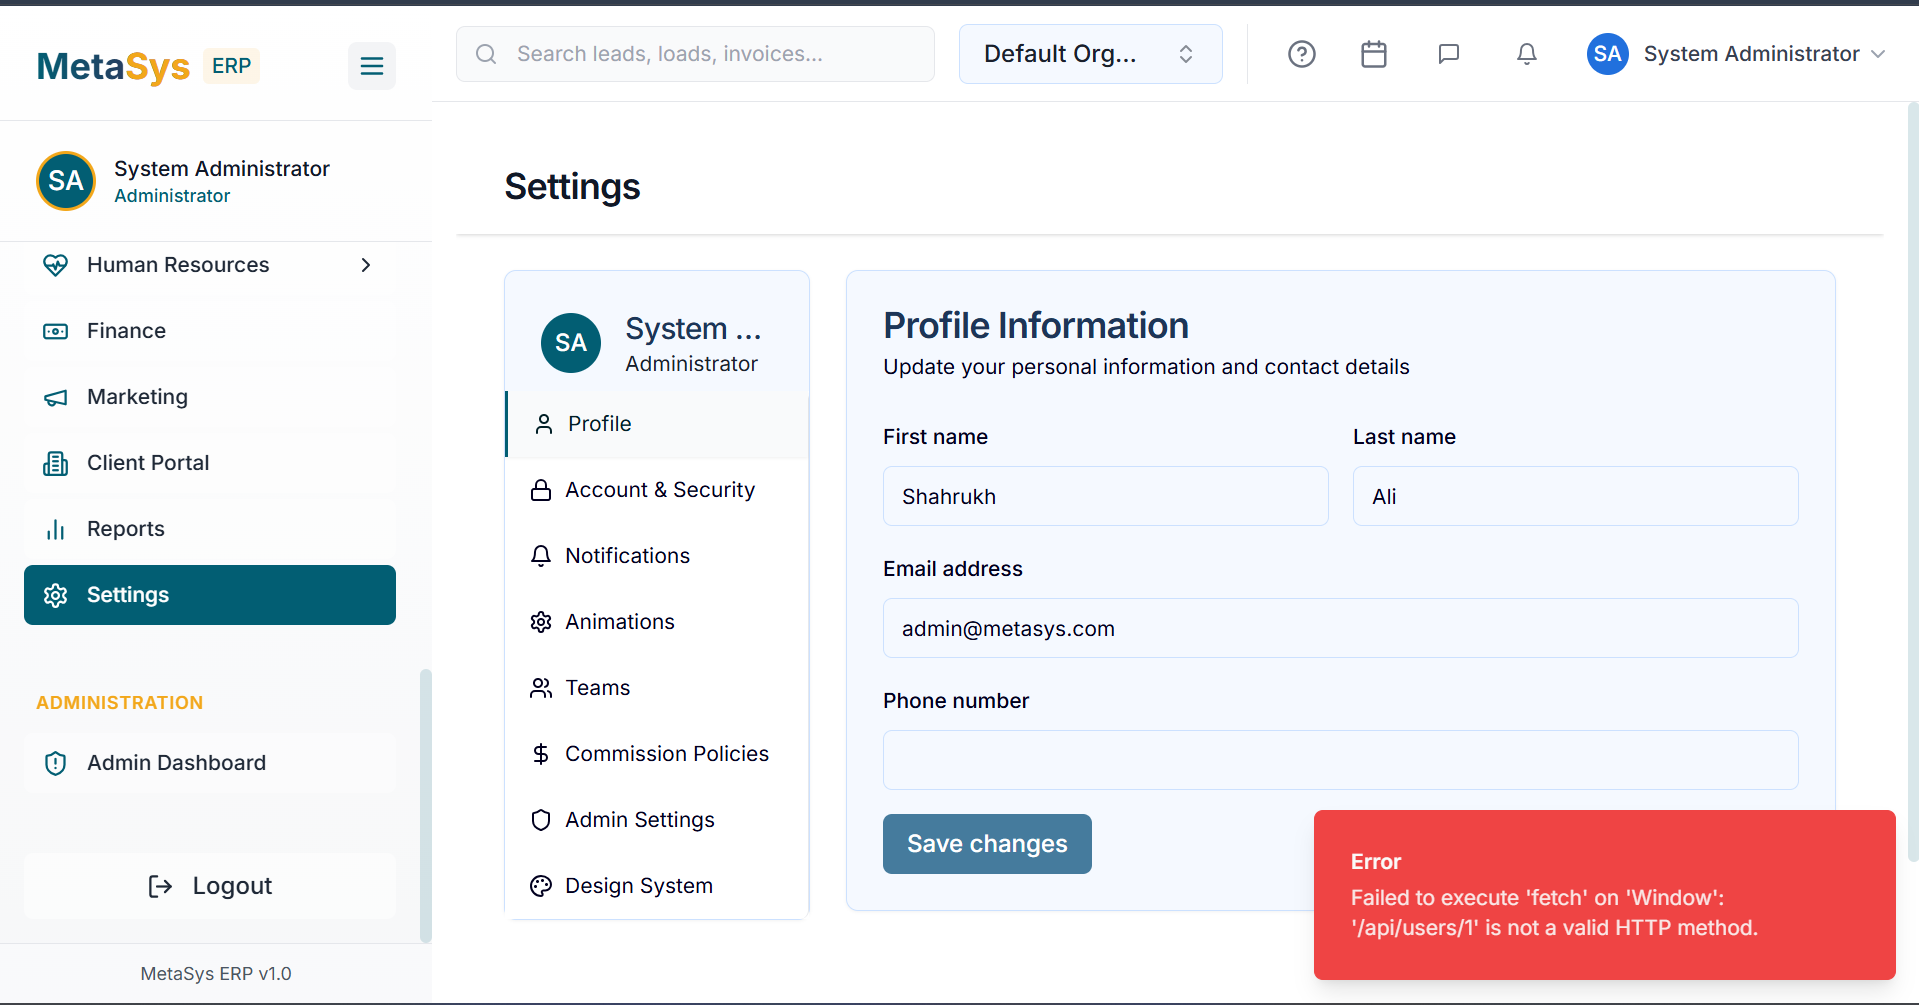 MetaSys ERP
Search leads, loads, invoices...
Default Org...
SA System Administrator
SA
System Administrator
Administrator
Human Resources
Finance
Marketing
Client Portal
Reports
Settings
ADMINISTRATION
Admin Dashboard
Logout
MetaSys ERP v1.0
Settings
SA
System ...
Administrator
Profile
Account & Security
Notifications
Animations
Teams
Commission Policies
Admin Settings
Design System
Profile Information
Update your personal information and contact details
First name
Last name
Shahrukh
Ali
Email address
admin@metasys.com
Phone number
Save changes
Error
Failed to execute 'fetch' on 'Window':
'/api/users/1' is not a valid HTTP method.